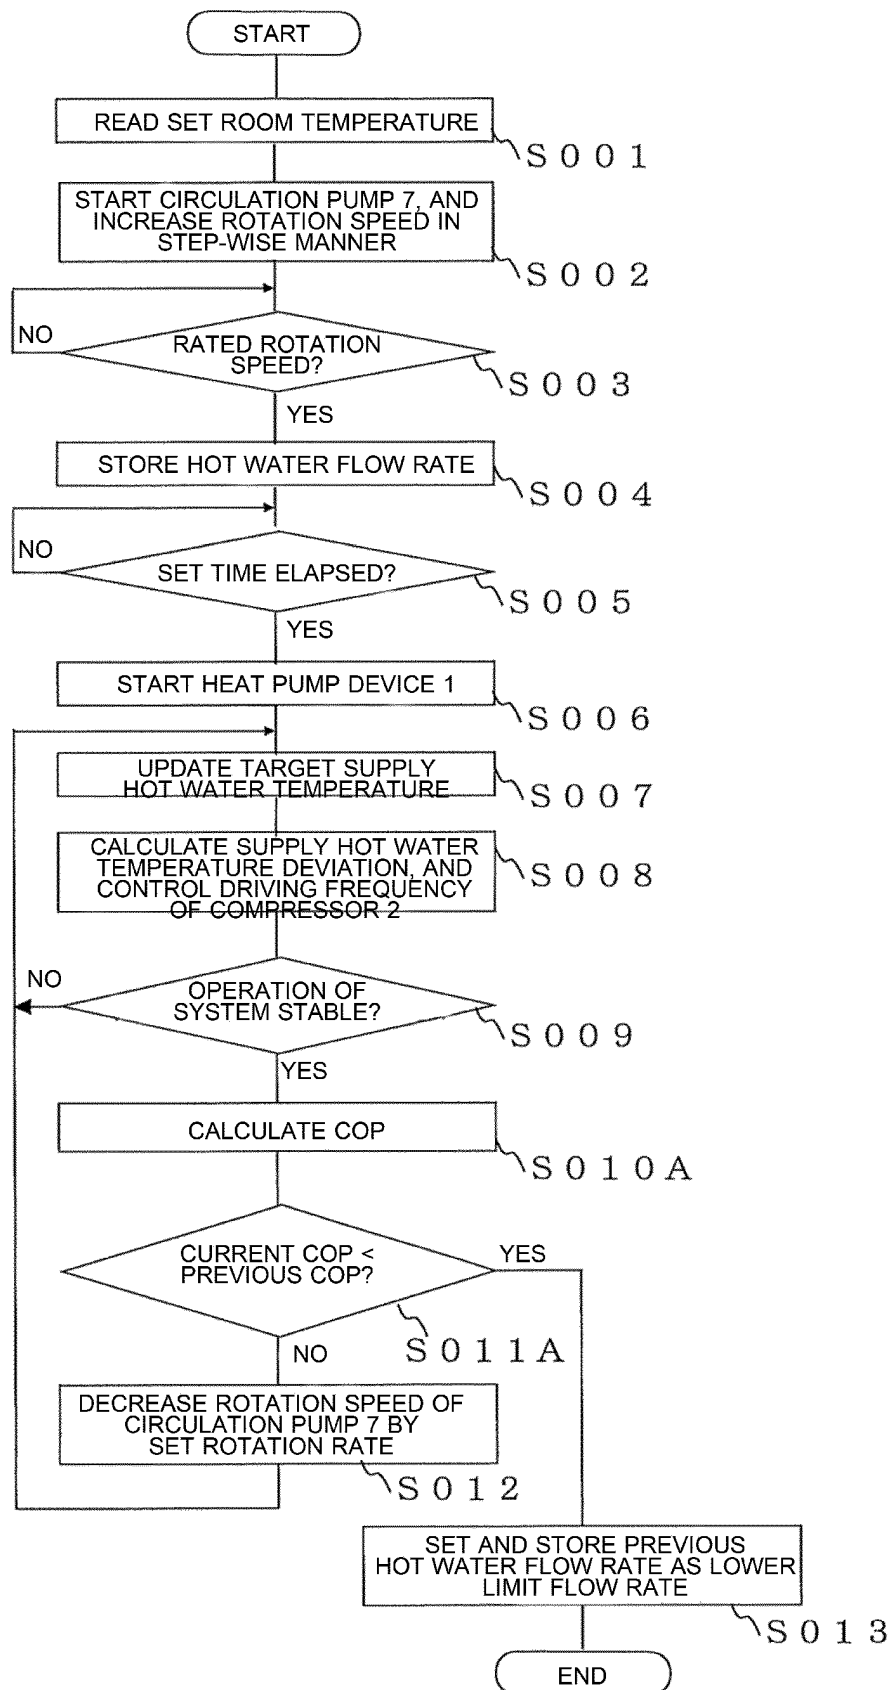 START
READ SET ROOM TEMPERATURE
S001
START CIRCULATION PUMP 7, AND
INCREASE ROTATION SPEED IN
STEP-WISE MANNER
S002
NO
RATED ROTATION
SPEED?
S003
YES
STORE HOT WATER FLOW RATE
S004
NO
SET TIME ELAPSED?
S005
YES
START HEAT PUMP DEVICE 1
S006
UPDATE TARGET SUPPLY
HOT WATER TEMPERATURE
S007
CALCULATE SUPPLY HOT WATER
TEMPERATURE DEVIATION, AND
CONTROL DRIVING FREQUENCY
OF COMPRESSOR 2
S008
NO
OPERATION OF
SYSTEM STABLE?
S009
YES
CALCULATE COP
S010A
CURRENT COP <
PREVIOUS COP?
YES
S011A
NO
DECREASE ROTATION SPEED OF
CIRCULATION PUMP 7 BY
SET ROTATION RATE
S012
SET AND STORE PREVIOUS
HOT WATER FLOW RATE AS LOWER
LIMIT FLOW RATE
S013
END